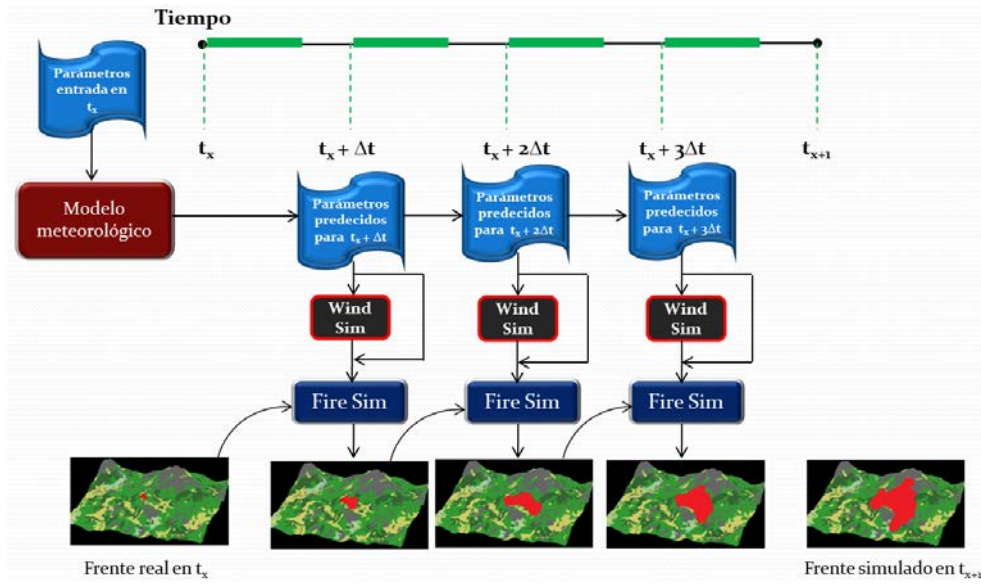 Tiempo
Parámetros
entrada en
tx
tx
tx + Δt
tx + 2Δt
tx + 3Δt
tx+1
Modelo
meteorológico
Parámetros
predecidos
para tx + Δt
Parámetros
predecidos
para tx + 2Δt
Parámetros
predecidos
para tx + 3Δt
Wind
Sim
Wind
Sim
Wind
Sim
Fire Sim
Fire Sim
Fire Sim
Frente real en tx
Frente simulado en tx+1